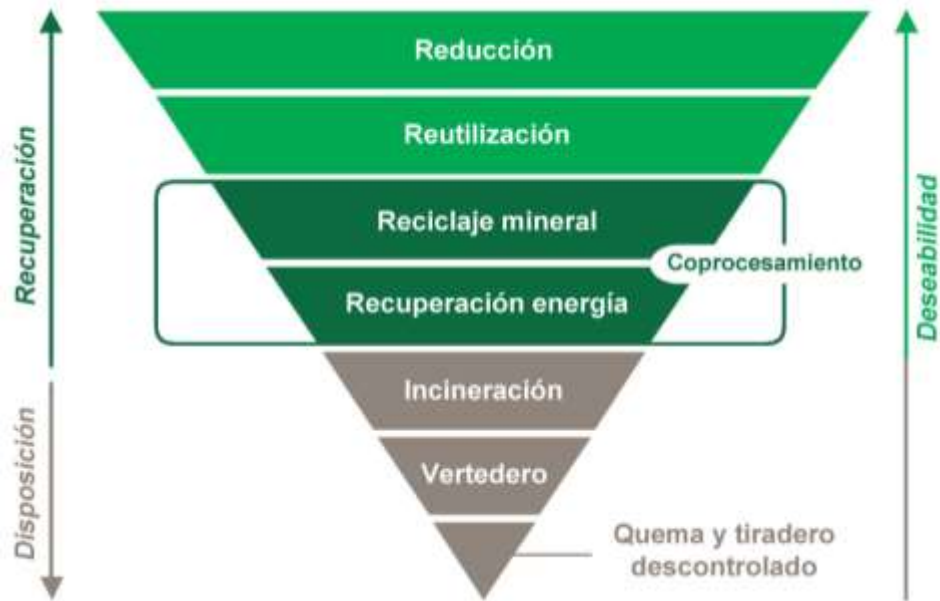 Reducción
Reutilización
Reciclaje mineral
Coprocesamiento
Recuperación energía
Incineración
Vertedero
Quema y tiradero
descontrolado
Recuperación
Disposición
Deseabilidad